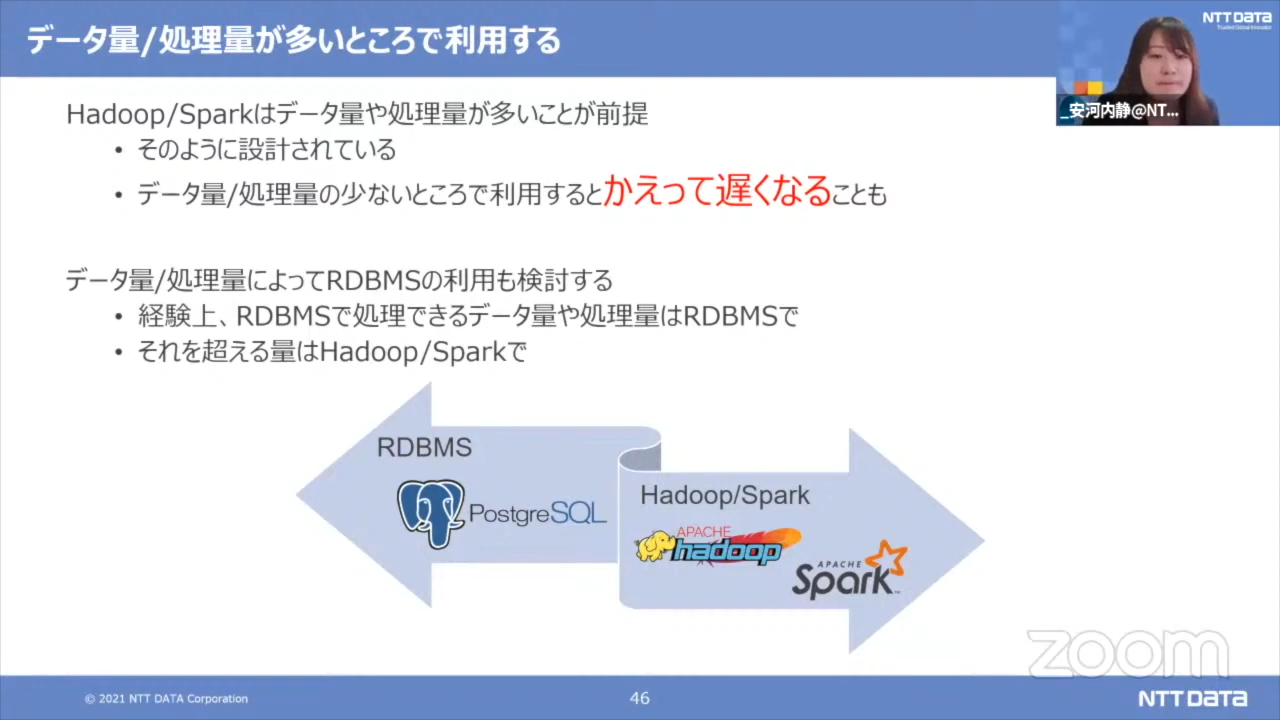 データ量/処理量が多いところで利用する
NTT DATA
Trusted Global Innovator
_安河内静@NT...
Hadoop/Sparkはデータ量や処理量が多いことが前提
• そのように設計されている
• データ量/処理量の少ないところで利用するとかえって遅くなることも
データ量/処理量によってRDBMSの利用も検討する
• 経験上、RDBMSで処理できるデータ量や処理量はRDBMSで
• それを超える量はHadoop/Sparkで
RDBMS
PostgreSQL
Hadoop/Spark
APACHE
hadoop
APACHE
Spark™
zoom
© 2021 NTT DATA Corporation
46
NTT DATA